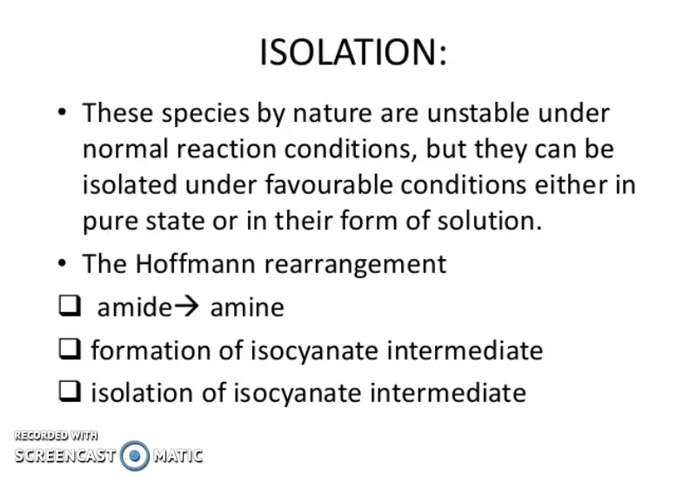 ISOLATION:
• These species by nature are unstable under
normal reaction conditions, but they can be
isolated under favourable conditions either in
pure state or in their form of solution.
• The Hoffmann rearrangement
❑ amide→ amine
❑ formation of isocyanate intermediate
❑ isolation of isocyanate intermediate
RECORDED WITH
SCREENCAST MATIC